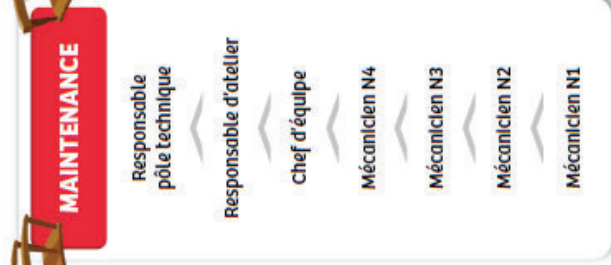 MAINTENANCE
Responsable
pôle technique
Responsable d'atelier
Chef d'équipe
Mécanicien N4
Mécanicien N3
Mécanicien N2
Mécanicien N1